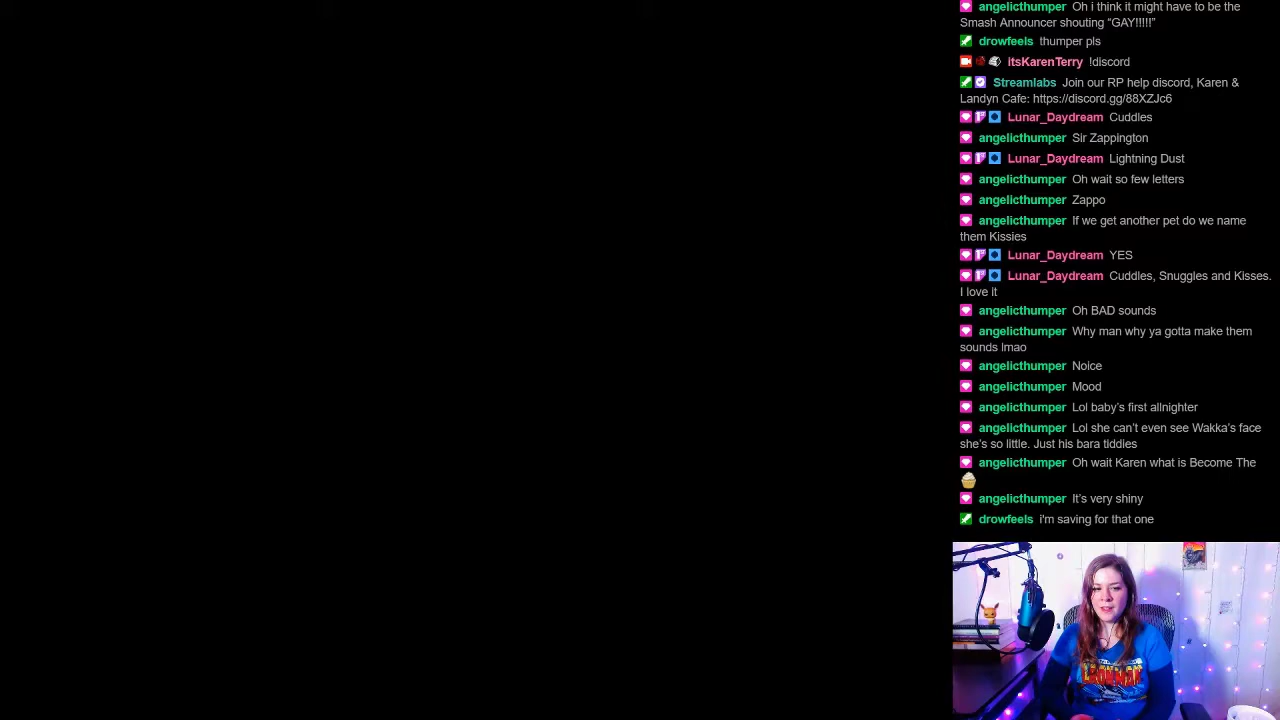 angelicthumper Oh i think it might have to be the
Smash Announcer shouting “GAY!!!!!”
drowfeels thumper pls
itsKarenTerry !discord
Streamlabs Join our RP help discord, Karen &
Landyn Cafe: https://discord.gg/88XZJc6
Lunar_Daydream Cuddles
angelicthumper Sir Zappington
Lunar_Daydream Lightning Dust
angelicthumper Oh wait so few letters
angelicthumper Zappo
angelicthumper If we get another pet do we name
them Kissies
Lunar_Daydream YES
Lunar_Daydream Cuddles, Snuggles and Kisses.
I love it
angelicthumper Oh BAD sounds
angelicthumper Why man why ya gotta make them
sounds lmao
angelicthumper Noice
angelicthumper Mood
angelicthumper Lol baby’s first allnighter
angelicthumper Lol she can’t even see Wakka’s face
she’s so little. Just his bara tiddies
angelicthumper Oh wait Karen what is Become The
angelicthumper It’s very shiny
drowfeels i'm saving for that one
IRON MAN